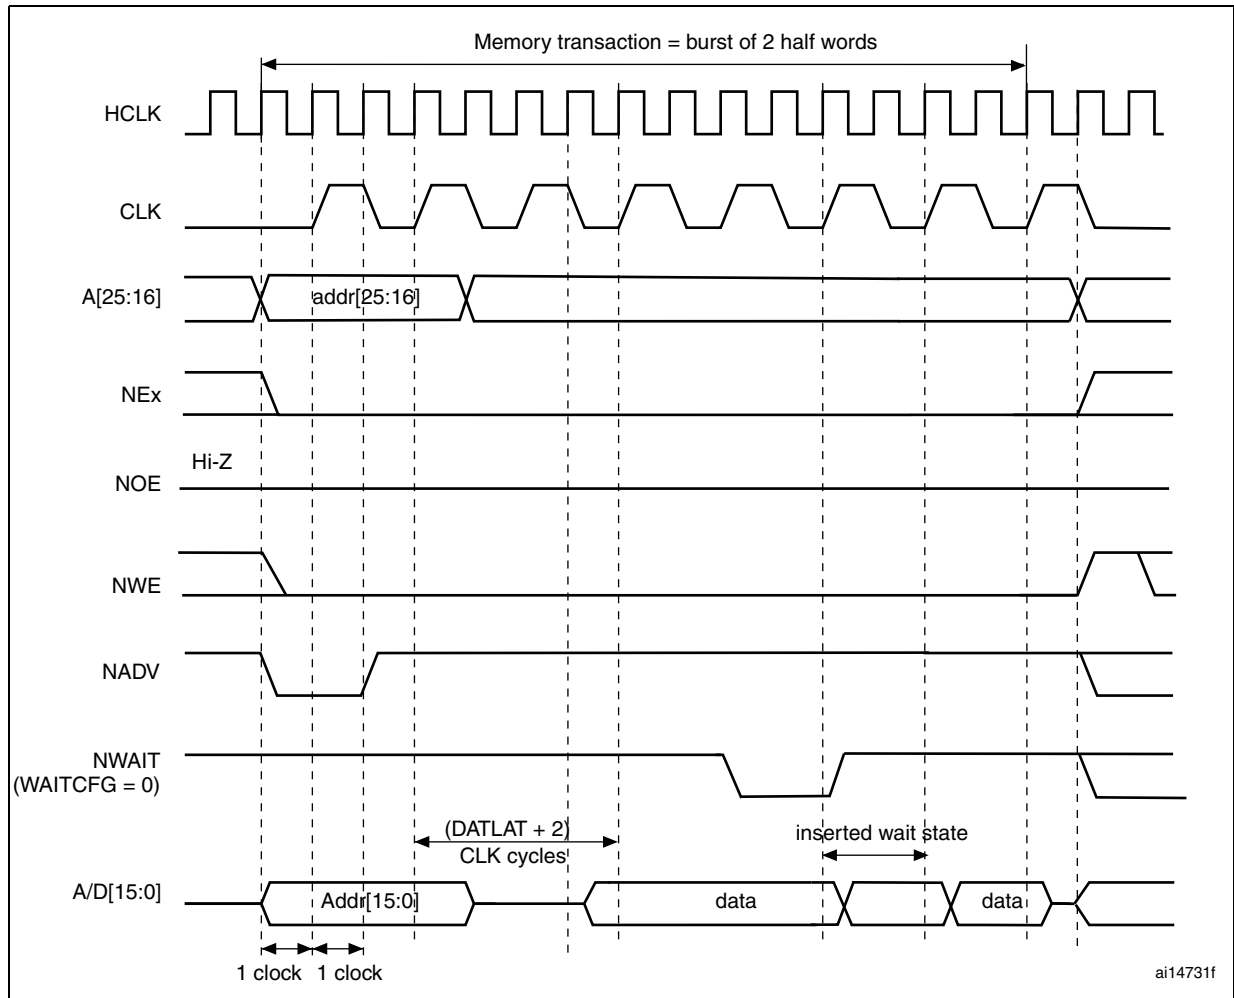 Memory transaction = burst of 2 half words
HCLK
CLK
A[25:16]
addr[25:16]
NEx
Hi-Z
NOE
NWE
NADV
NWAIT
(WAITCFG = 0)
(DATLAT + 2)
CLK cycles
inserted wait state
A/D[15:0]
Addr[15:0]
data
data
1 clock
1 clock
ai14731f